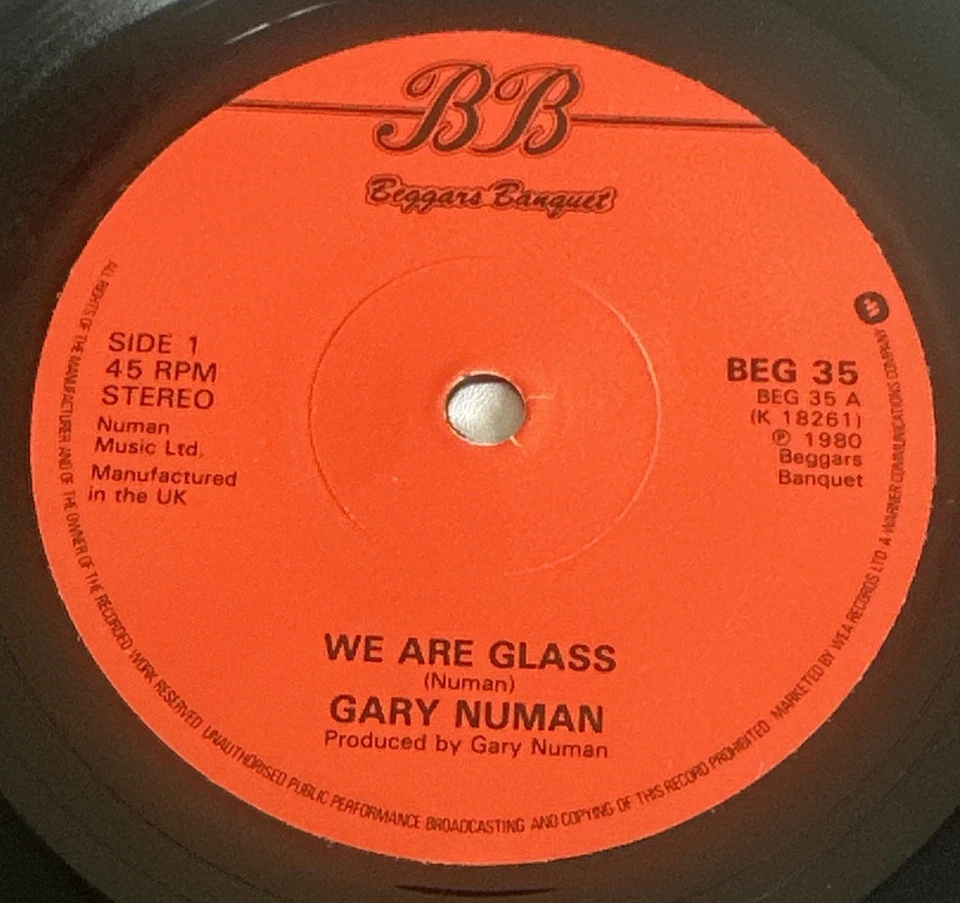 BB
Beggars Banquet
SIDE 1
45 RPM
STEREO
Numan
Music Ltd.
Manufactured
in the UK
BEG 35
BEG 35 A
(K 18261)
℗ 1980
Beggars
Banquet
WE ARE GLASS
(Numan)
GARY NUMAN
Produced by Gary Numan
ALL RIGHTS OF THE MANUFACTURER AND OF THE OWNER OF THE RECORDED WORK RESERVED UNAUTHORISED PUBLIC PERFORMANCE BROADCASTING AND COPYING OF THIS RECORD PROHIBITED MARKETED BY WEA RECORDS LTD A WARNER COMMUNICATIONS COMPANY